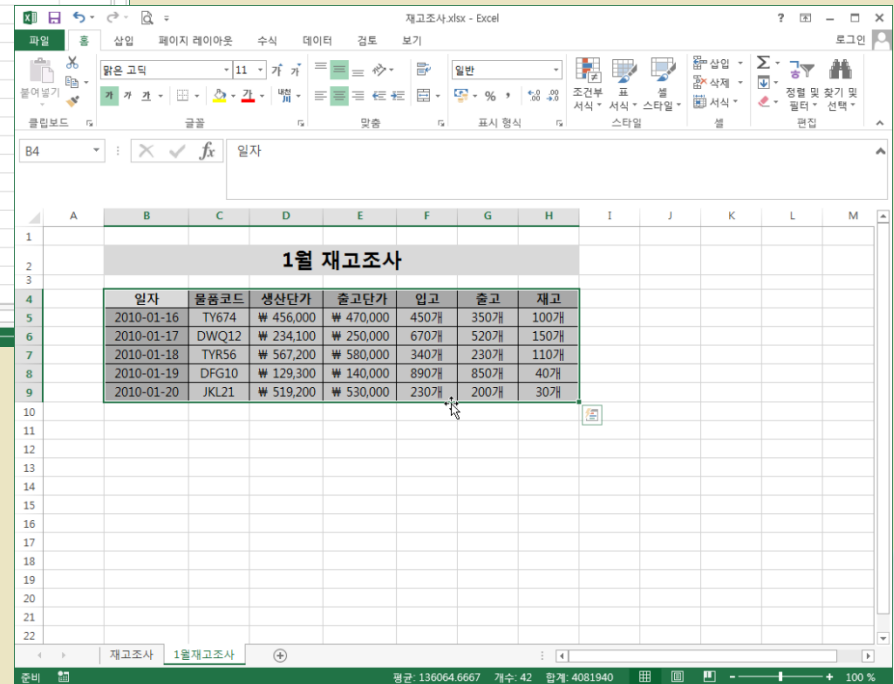 재고조사.xlsx - Excel
파일 홈 삽입 페이지 레이아웃 수식 데이터 검토 보기 로그인
붙여넣기 맑은 고딕 11 가 가 일반 조건부 서식 표 서식 셀 스타일 삽입 삭제 서식 정렬 및 필터 찾기 및 선택
가 가 가 내천 %
클립보드 글꼴 맞춤 표시 형식 스타일 셀 편집
B4 fx 일자
A B C D E F G H I J K L M
1
2 1월 재고조사
3
4 일자 물품코드 생산단가 출고단가 입고 출고 재고
5 2010-01-16 TY674 ₩ 456,000 ₩ 470,000 450개 350개 100개
6 2010-01-17 DWQ12 ₩ 234,100 ₩ 250,000 670개 520개 150개
7 2010-01-18 TYR56 ₩ 567,200 ₩ 580,000 340개 230개 110개
8 2010-01-19 DFG10 ₩ 129,300 ₩ 140,000 890개 850개 40개
9 2010-01-20 JKL21 ₩ 519,200 ₩ 530,000 230개 200개 30개
10
11
12
13
14
15
16
17
18
19
20
21
22
재고조사 1월재고조사
준비 평균: 136064.6667 개수: 42 합계: 4081940 100 %